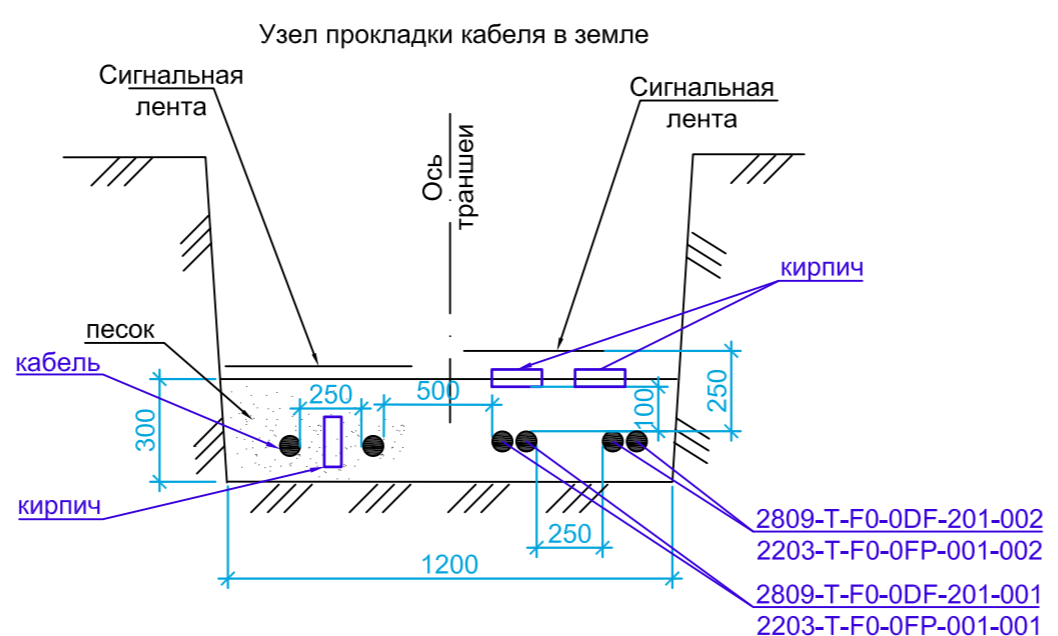 Узел прокладки кабеля в земле
Сигнальная
лента
Сигнальная
лента
Ось
траншеи
кирпич
песок
кабель
250
500
100
250
300
кирпич
250
1200
2809-T-F0-0DF-201-002
2203-T-F0-0FP-001-002
2809-T-F0-0DF-201-001
2203-T-F0-0FP-001-001